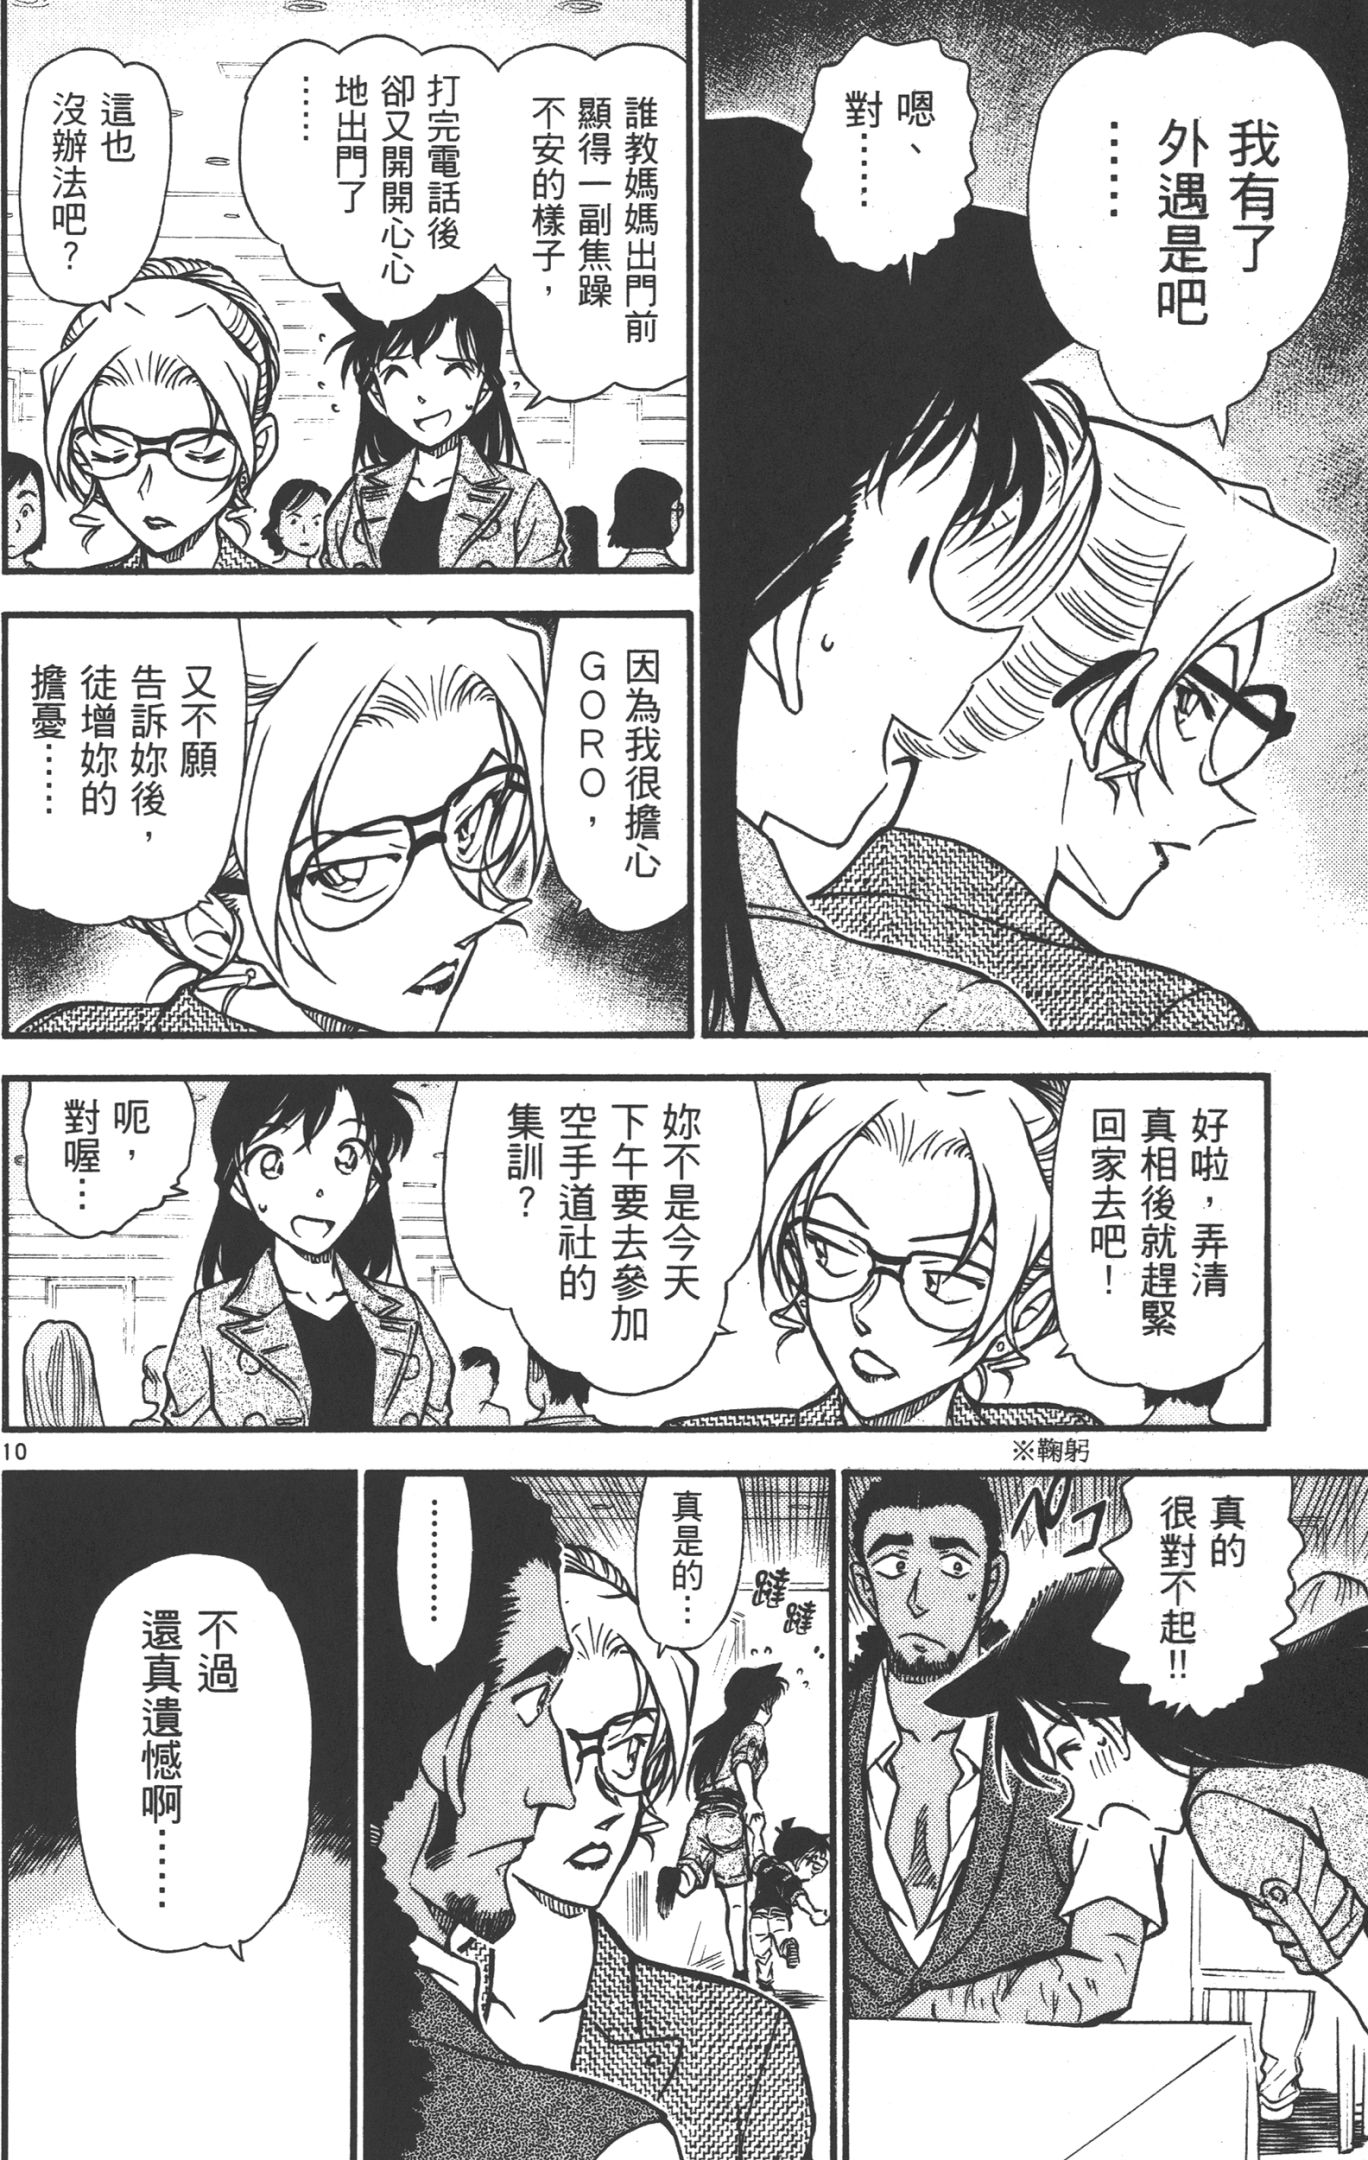 我有了
外遇是吧
……
嗯、
對……
誰教媽媽出門前
顯得一副焦躁
不安的樣子，
打完電話後
卻又開開心心
地出門了
……
這也
沒辦法吧？
因為我很擔心
GORO，
又不願
告訴妳後，
徒增妳的
擔憂……
好啦，弄清
真相後就趕緊
回家去吧！
妳不是今天
下午要去參加
空手道社的
集訓？
呃，
對喔…
10
※鞠躬
真的
很對不起!!
ペコ
真是的…
躂躂
………
不過
還真遺憾啊……